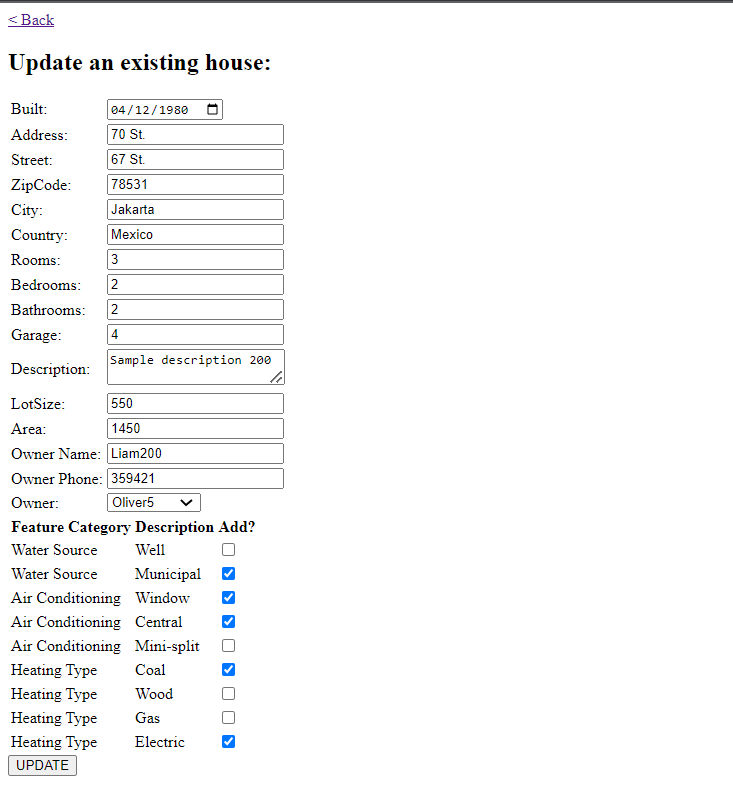 < Back
Update an existing house:
Built: 04/12/1980
Address: 70 St.
Street: 67 St.
ZipCode: 78531
City: Jakarta
Country: Mexico
Rooms: 3
Bedrooms: 2
Bathrooms: 2
Garage: 4
Description: Sample description 200
LotSize: 550
Area: 1450
Owner Name: Liam200
Owner Phone: 359421
Owner: Oliver5
Feature Category Description Add?
Water Source Well
Water Source Municipal
Air Conditioning Window
Air Conditioning Central
Air Conditioning Mini-split
Heating Type Coal
Heating Type Wood
Heating Type Gas
Heating Type Electric
UPDATE